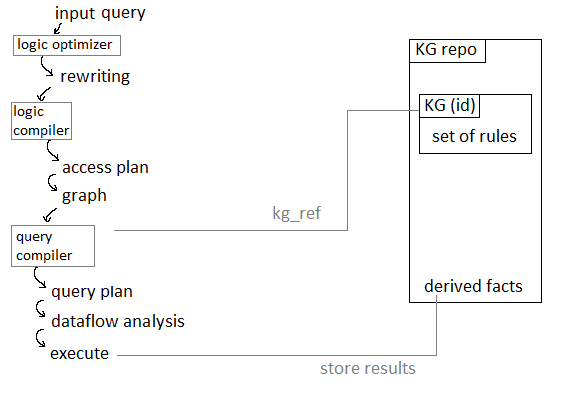 input query
logic optimizer
rewriting
logic
compiler
access plan
graph
query
compiler
query plan
dataflow analysis
execute
kg_ref
store results
KG repo
KG (id)
set of rules
derived facts